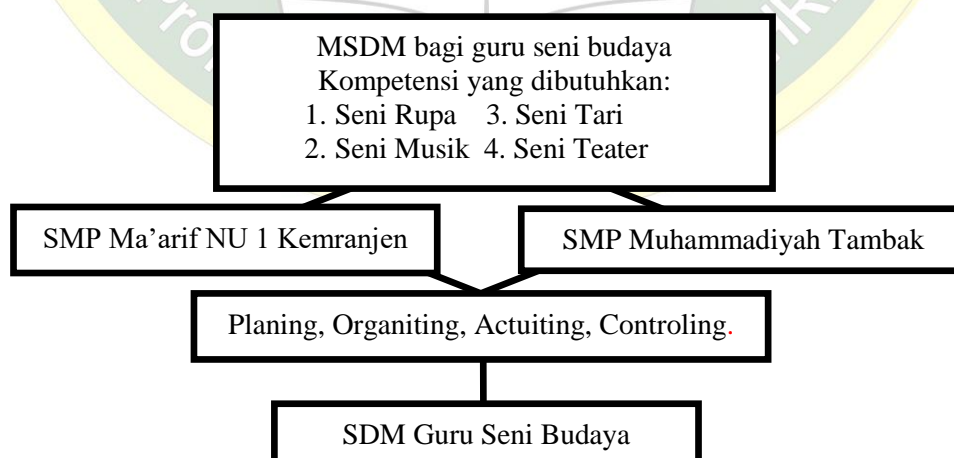 MSDM bagi guru seni budaya
Kompetensi yang dibutuhkan:
1. Seni Rupa 3. Seni Tari
2. Seni Musik 4. Seni Teater
SMP Ma’arif NU 1 Kemranjen
SMP Muhammadiyah Tambak
Planing, Organiting, Actuiting, Controling.
SDM Guru Seni Budaya